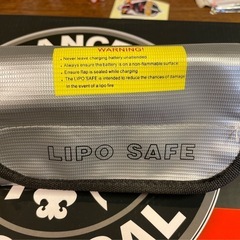 WARNING!
Never leave charging battery unattended
Always ensure the battery is on a non flammable surface
Ensure flap is sealed while charging
The LIPO SAFE is intended to reduce the chances of damage
in the event of a lipo fire
LIPO SAFE